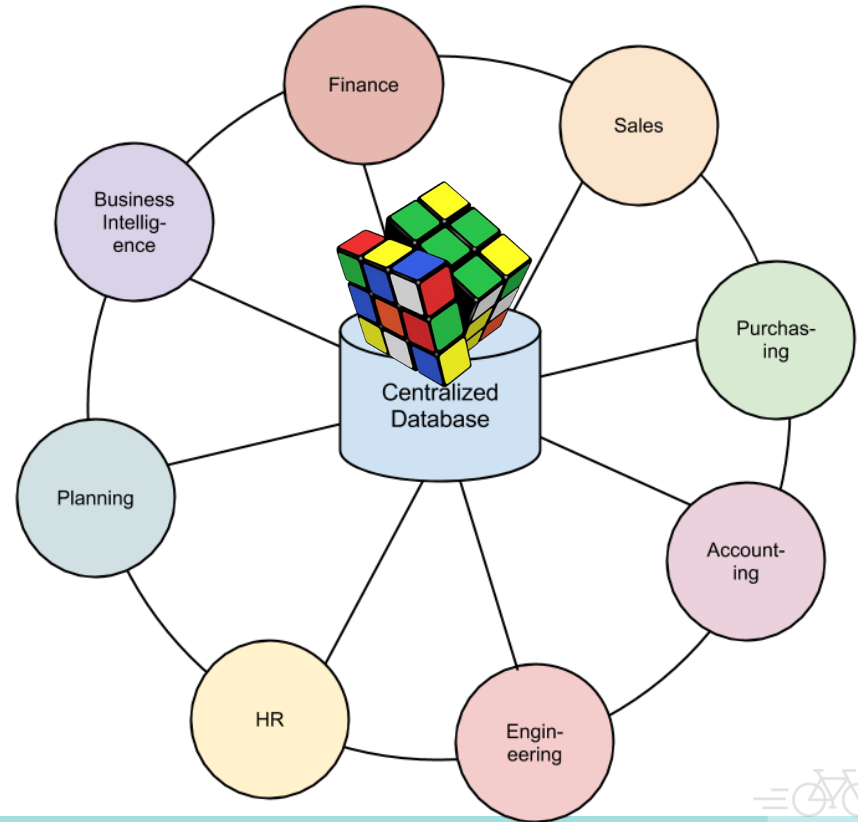 Finance
Sales
Business
Intellig-
ence
Purchas-
ing
Centralized
Database
Planning
Account-
ing
HR
Engin-
eering